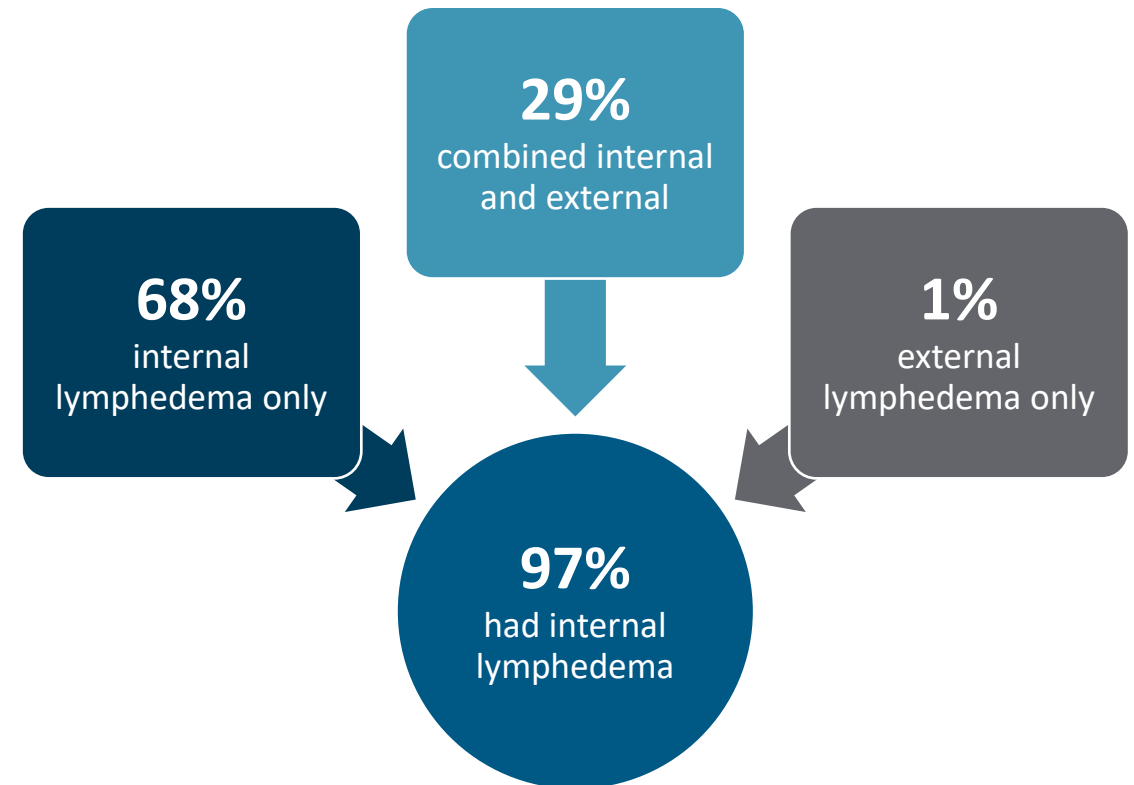 29%
combined internal
and external
68%
internal
lymphedema only
1%
external
lymphedema only
97%
had internal
lymphedema